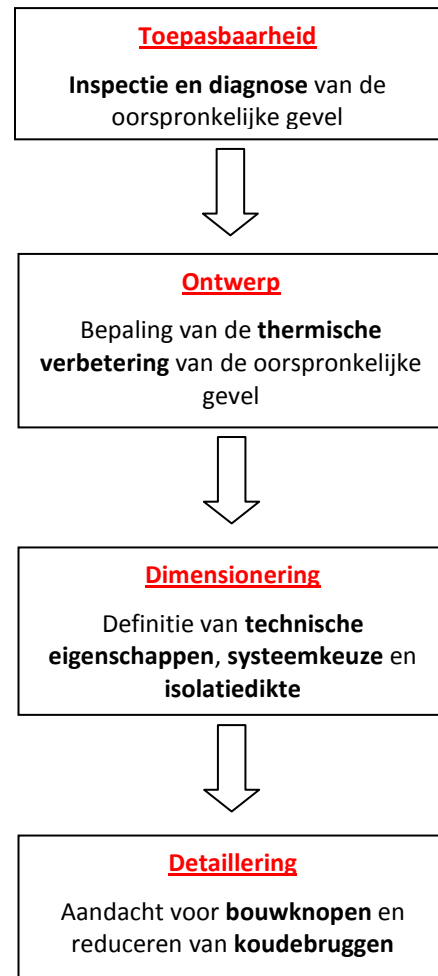 Toepasbaarheid
Inspectie en diagnose van de
oorspronkelijke gevel
Ontwerp
Bepaling van de thermische
verbetering van de oorspronkelijke
gevel
Dimensionering
Definitie van technische
eigenschappen, systeemkeuze en
isolatiedikte
Detaillering
Aandacht voor bouwknopen en
reduceren van koudebruggen